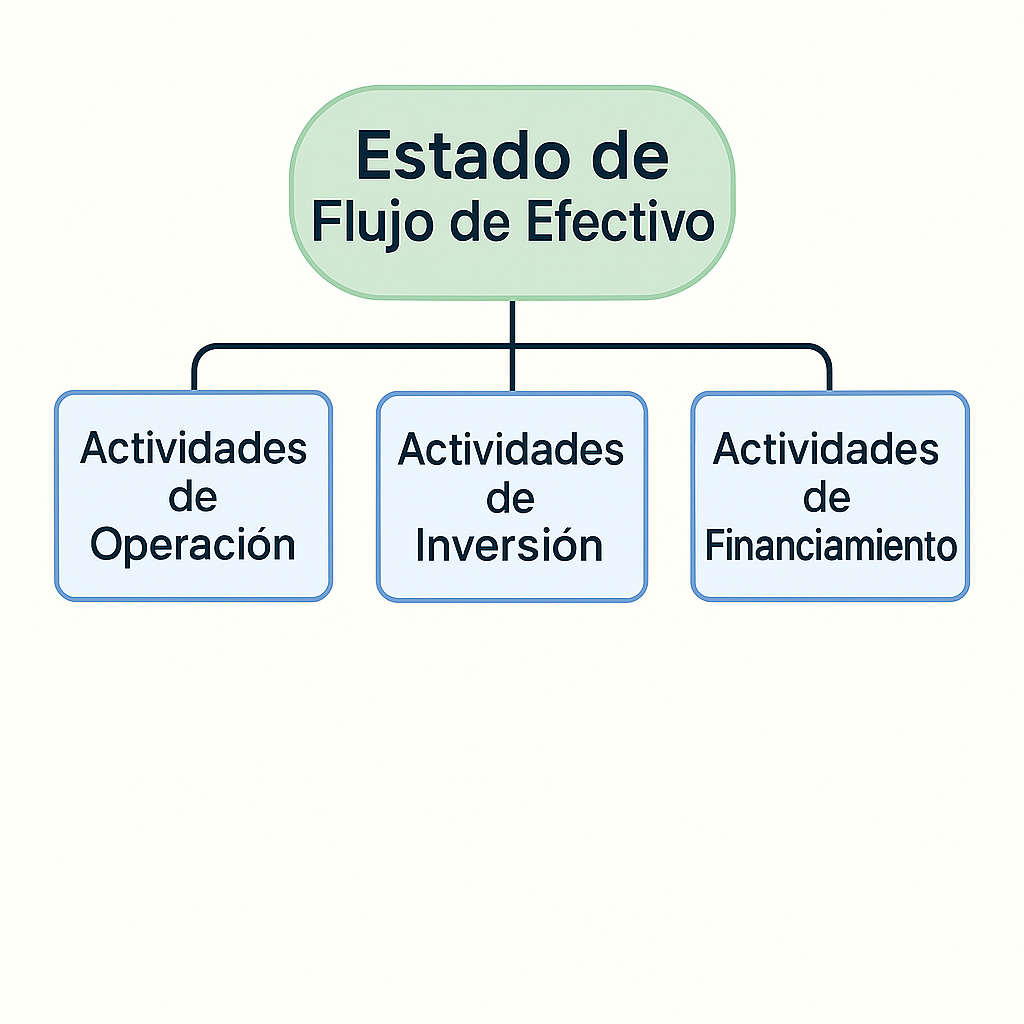 Estado de
Flujo de Efectivo
Actividades
de
Operación
Actividades
de
Inversión
Actividades
de
Financiamiento